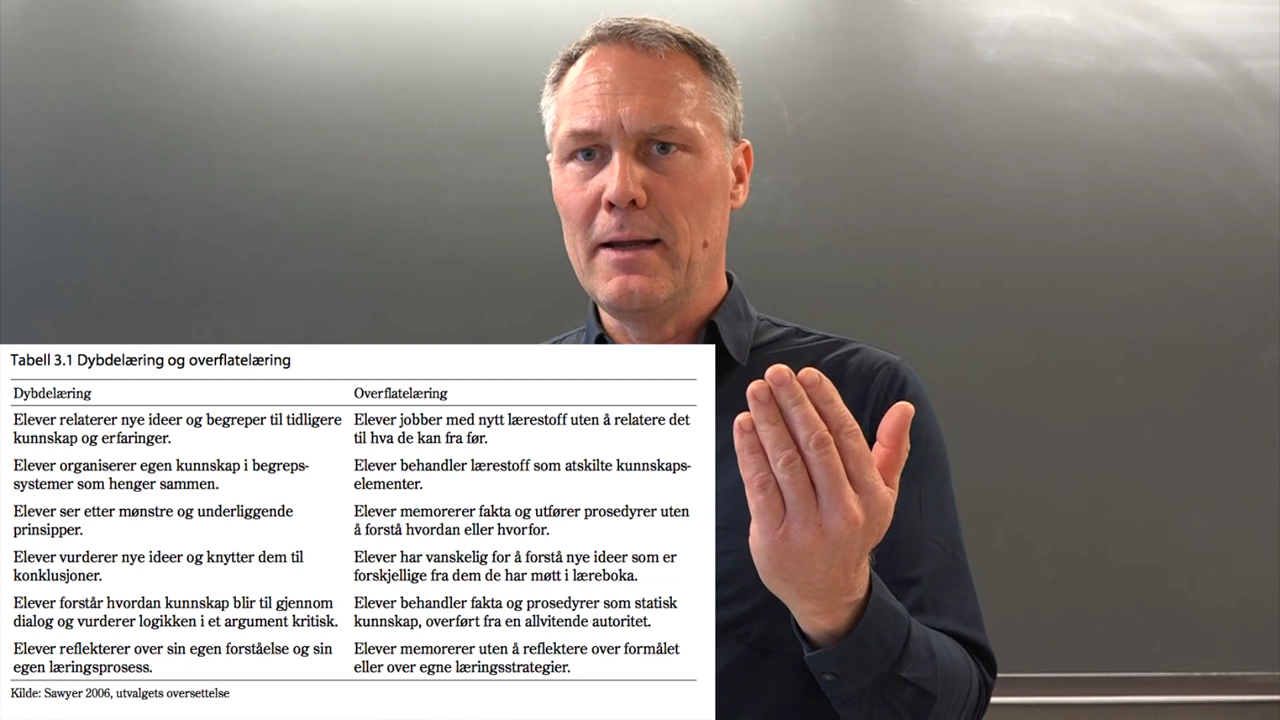 Tabell 3.1 Dybdelæring og overflatelæring
Dybdelæring
Overflatelæring
Elever relaterer nye ideer og begreper til tidligere
kunnskap og erfaringer.
Elever jobber med nytt lærestoff uten å relatere det
til hva de kan fra før.
Elever organiserer egen kunnskap i begreps-
systemer som henger sammen.
Elever behandler lærestoff som atskilte kunnskaps-
elementer.
Elever ser etter mønstre og underliggende
prinsipper.
Elever memorerer fakta og utfører prosedyrer uten
å forstå hvordan eller hvorfor.
Elever vurderer nye ideer og knytter dem til
konklusjoner.
Elever har vanskelig for å forstå nye ideer som er
forskjellige fra dem de har møtt i læreboka.
Elever forstår hvordan kunnskap blir til gjennom
dialog og vurderer logikken i et argument kritisk.
Elever behandler fakta og prosedyrer som statisk
kunnskap, overført fra en allvitende autoritet.
Elever reflekterer over sin egen forståelse og sin
egen læringsprosess.
Elever memorerer uten å reflektere over formålet
eller over egne læringsstrategier.
Kilde: Sawyer 2006, utvalgets oversettelse